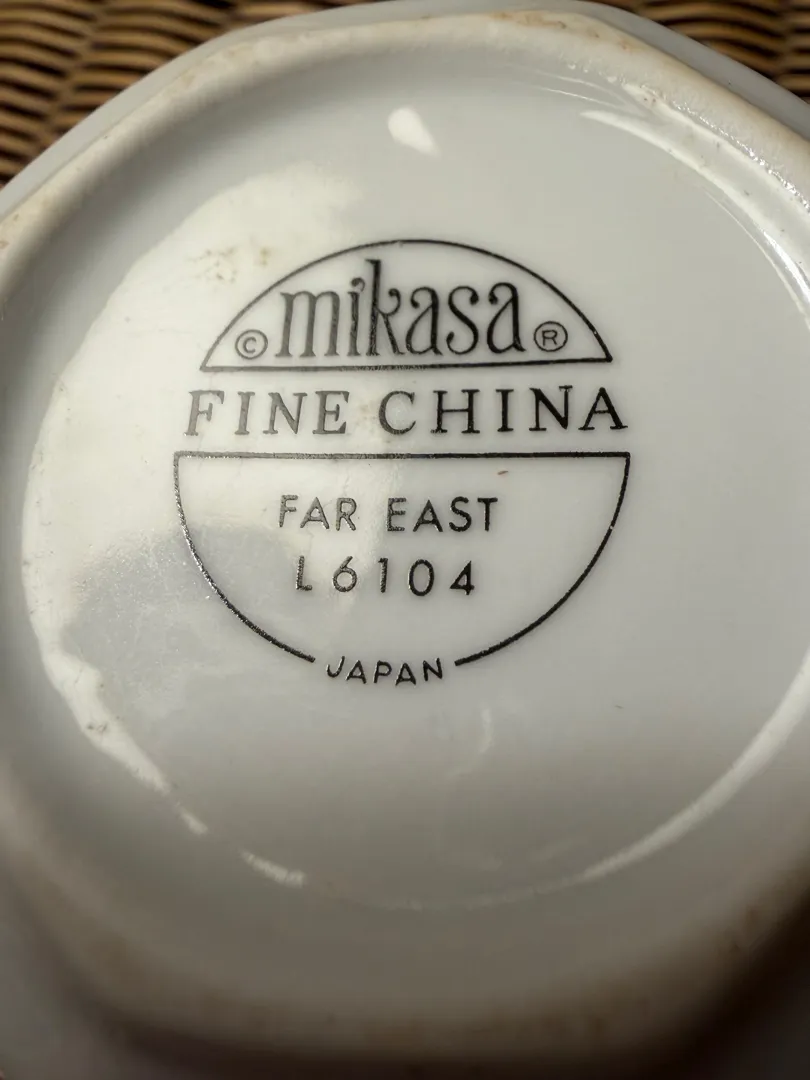 © mikasa ®
FINE CHINA
FAR EAST
L6104
JAPAN